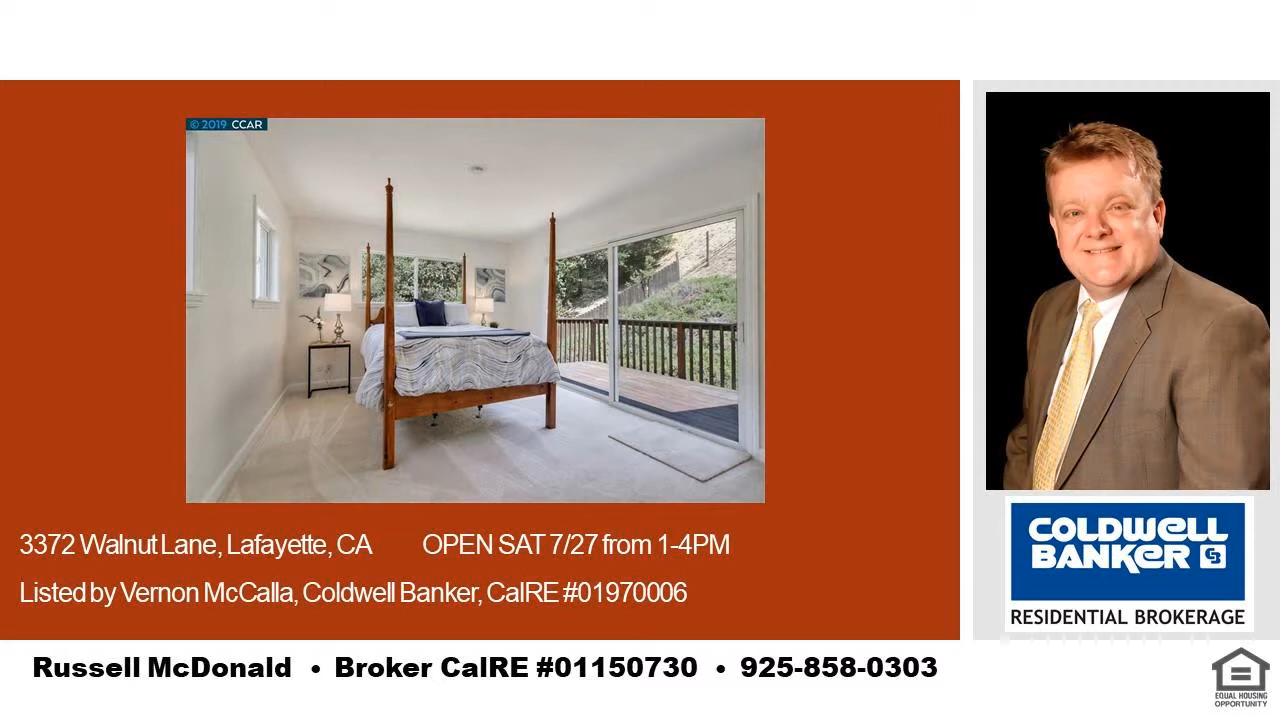 © 2019 CCAR
3372 Walnut Lane, Lafayette, CA OPEN SAT 7/27 from 1-4PM
Listed by Vernon McCalla, Coldwell Banker, CalRE #01970006
COLDWELL
BANKER CB
RESIDENTIAL BROKERAGE
Russell McDonald • Broker CalRE #01150730 • 925-858-0303
EQUAL HOUSING
OPPORTUNITY